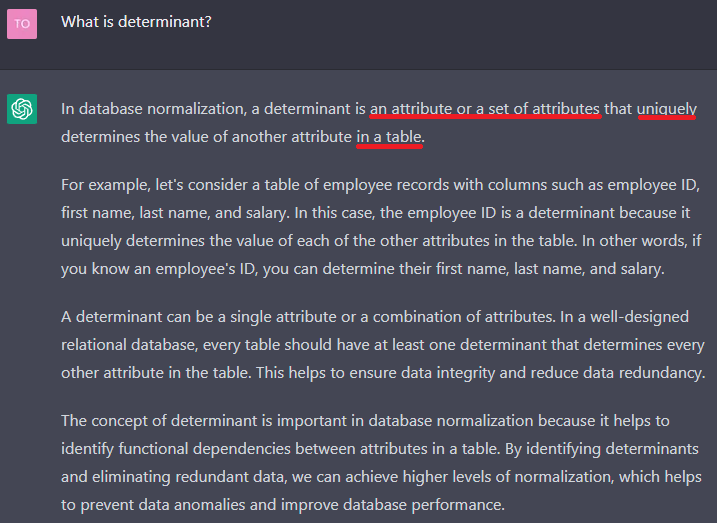 TO
What is determinant?
In database normalization, a determinant is an attribute or a set of attributes that uniquely
determines the value of another attribute in a table.
For example, let's consider a table of employee records with columns such as employee ID,
first name, last name, and salary. In this case, the employee ID is a determinant because it
uniquely determines the value of each of the other attributes in the table. In other words, if
you know an employee's ID, you can determine their first name, last name, and salary.
A determinant can be a single attribute or a combination of attributes. In a well-designed
relational database, every table should have at least one determinant that determines every
other attribute in the table. This helps to ensure data integrity and reduce data redundancy.
The concept of determinant is important in database normalization because it helps to
identify functional dependencies between attributes in a table. By identifying determinants
and eliminating redundant data, we can achieve higher levels of normalization, which helps
to prevent data anomalies and improve database performance.